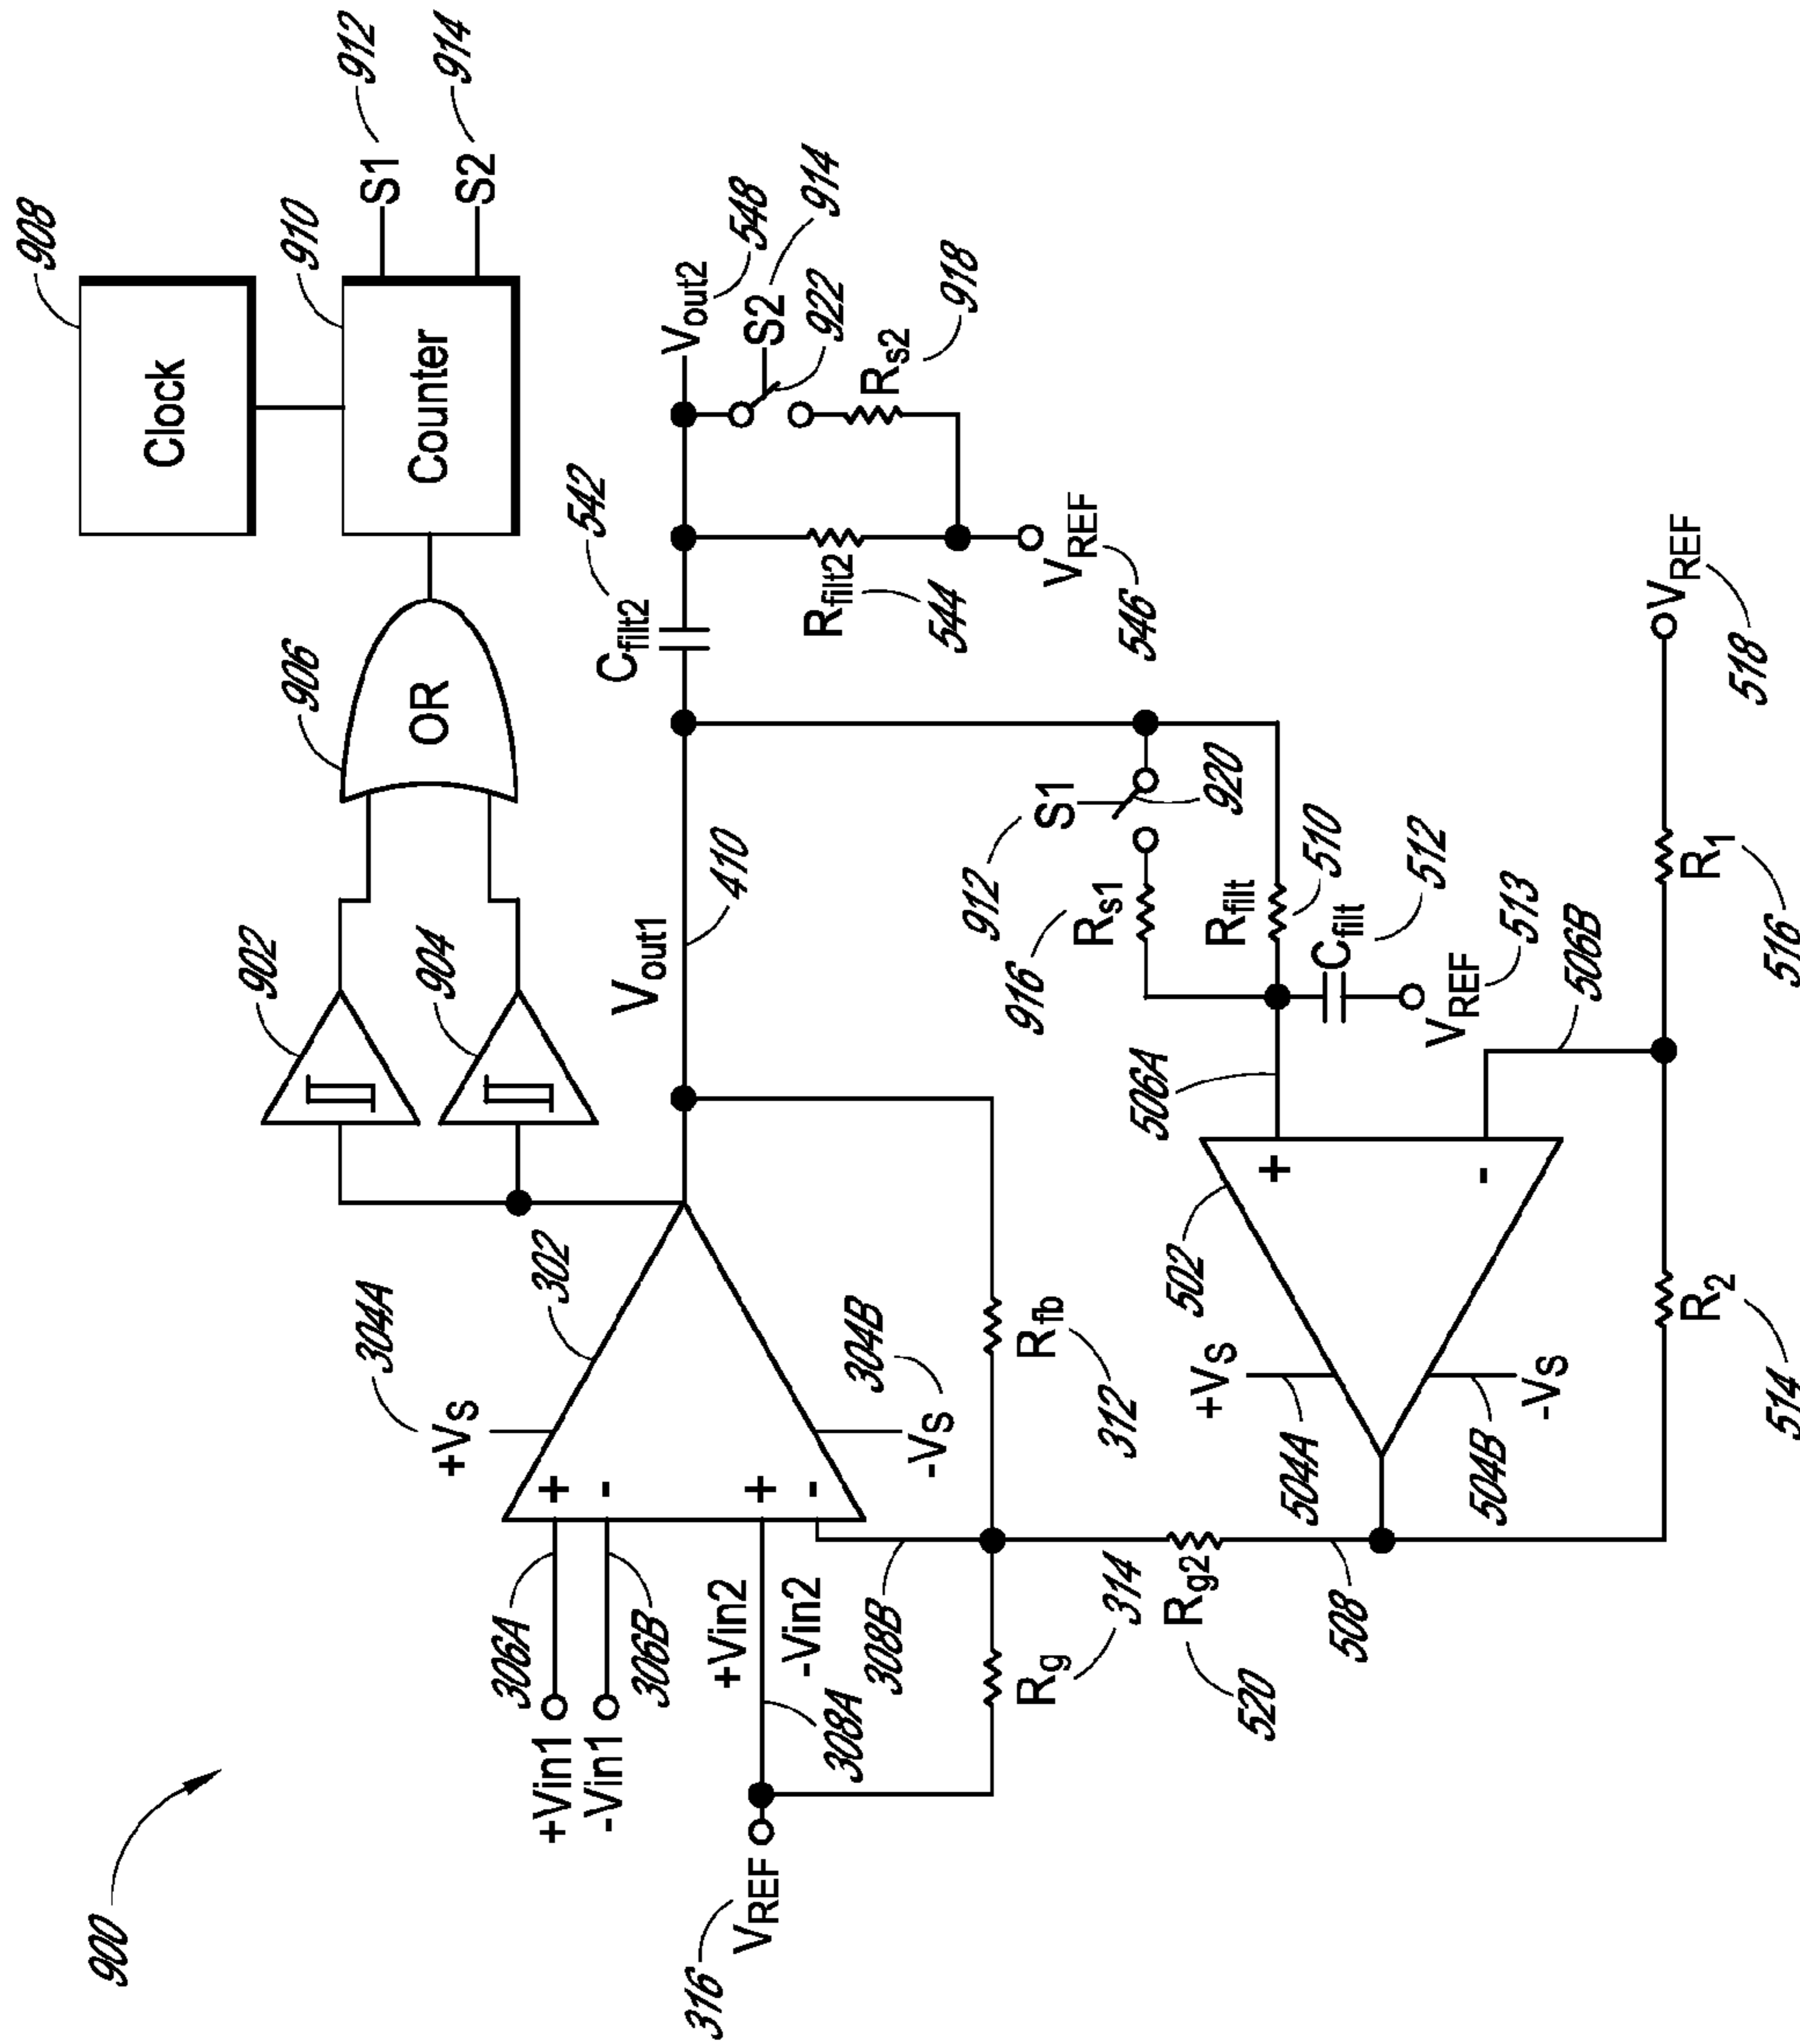 900
908
Clock
910
Counter
S1
912
S2
914
906
OR
902
904
304A
+VS
302
304B
-VS
306A
+Vin1
-Vin1
306B
+Vin2
-Vin2
308A
308B
316
VREF
Vout1
410
Cfilt2
542
Vout2
548
S2
914
922
Rs2
918
Rfilt2
544
VREF
546
S1
912
920
Rs1
916
Rfilt
510
Cfilt
512
VREF
513
506A
506B
+
-
+
-
+
-
502
+VS
504A
504B
-VS
Rfb
312
Rg
314
Rg2
520
508
R2
514
R1
516
VREF
518